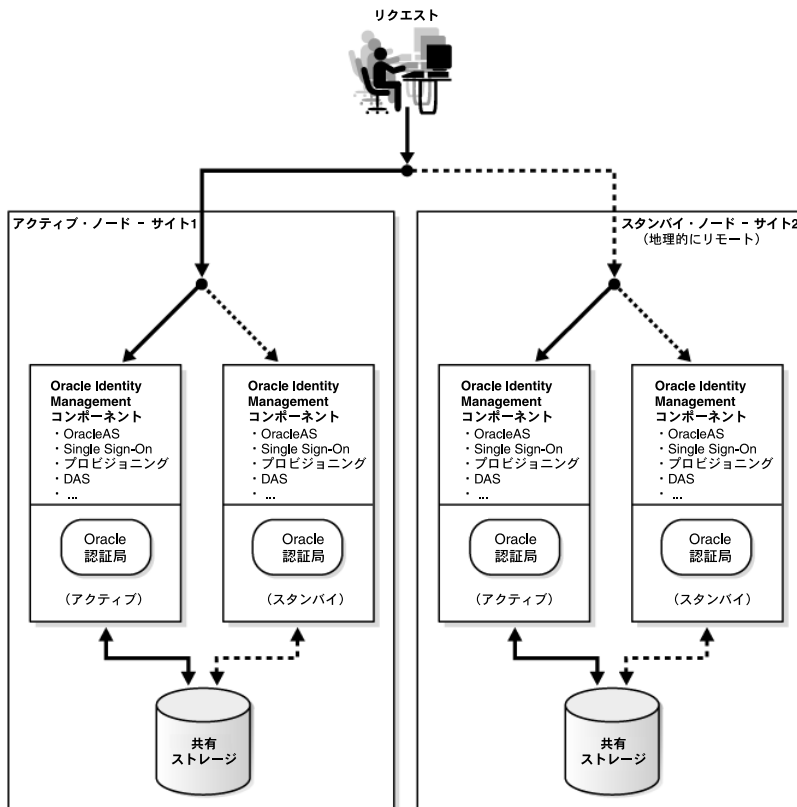 リクエスト
アクティブ・ノード − サイト1
Oracle Identity
Management
コンポーネント
・ OracleAS
・ Single Sign-On
・ プロビジョニング
・ DAS
・ ...
Oracle
認証局
（アクティブ）
Oracle Identity
Management
コンポーネント
・ OracleAS
・ Single Sign-On
・ プロビジョニング
・ DAS
・ ...
Oracle
認証局
（スタンバイ）
共有
ストレージ
スタンバイ・ノード − サイト2
（地理的にリモート）
Oracle Identity
Management
コンポーネント
・ OracleAS
・ Single Sign-On
・ プロビジョニング
・ DAS
・ ...
Oracle
認証局
（アクティブ）
Oracle Identity
Management
コンポーネント
・ OracleAS
・ Single Sign-On
・ プロビジョニング
・ DAS
・ ...
Oracle
認証局
（スタンバイ）
共有
ストレージ